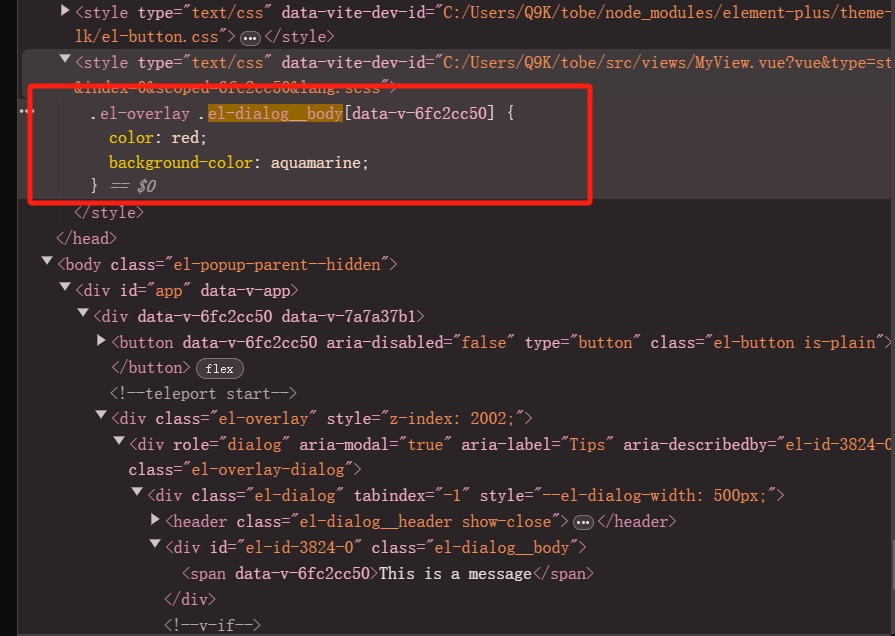 <style type="text/css" data-vite-dev-id="C:/Users/Q9K/tobe/node_modules/element-plus/theme-
lk/el-button.css"> ... </style>
<style type="text/css" data-vite-dev-id="C:/Users/Q9K/tobe/src/views/MyView.vue?vue&type=st
&index=0&scoped=6fc2cc50&lang.scss">
.el-overlay .el-dialog__body[data-v-6fc2cc50] {
color: red;
background-color: aquamarine;
} == $0
</style>
</head>
<body class="el-popup-parent--hidden">
<div id="app" data-v-app>
<div data-v-6fc2cc50 data-v-7a7a37b1>
<button data-v-6fc2cc50 aria-disabled="false" type="button" class="el-button is-plain">
</button> flex
<!--teleport start-->
<div class="el-overlay" style="z-index: 2002;">
<div role="dialog" aria-modal="true" aria-label="Tips" aria-describedby="el-id-3824-0
class="el-overlay-dialog">
<div class="el-dialog" tabindex="-1" style="--el-dialog-width: 500px;">
<header class="el-dialog__header show-close"> ... </header>
<div id="el-id-3824-0" class="el-dialog__body">
<span data-v-6fc2cc50>This is a message</span>
</div>
<!--v-if-->